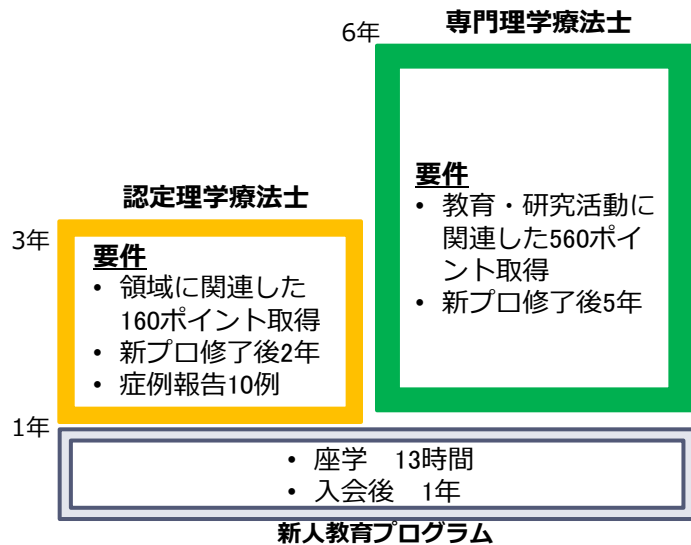 専門理学療法士
6年
要件
• 教育・研究活動に
関連した560ポイ
ント取得
• 新プロ修了後5年
認定理学療法士
3年
要件
• 領域に関連した
160ポイント取得
• 新プロ修了後2年
• 症例報告10例
1年
• 座学　13時間
• 入会後　1年
新人教育プログラム